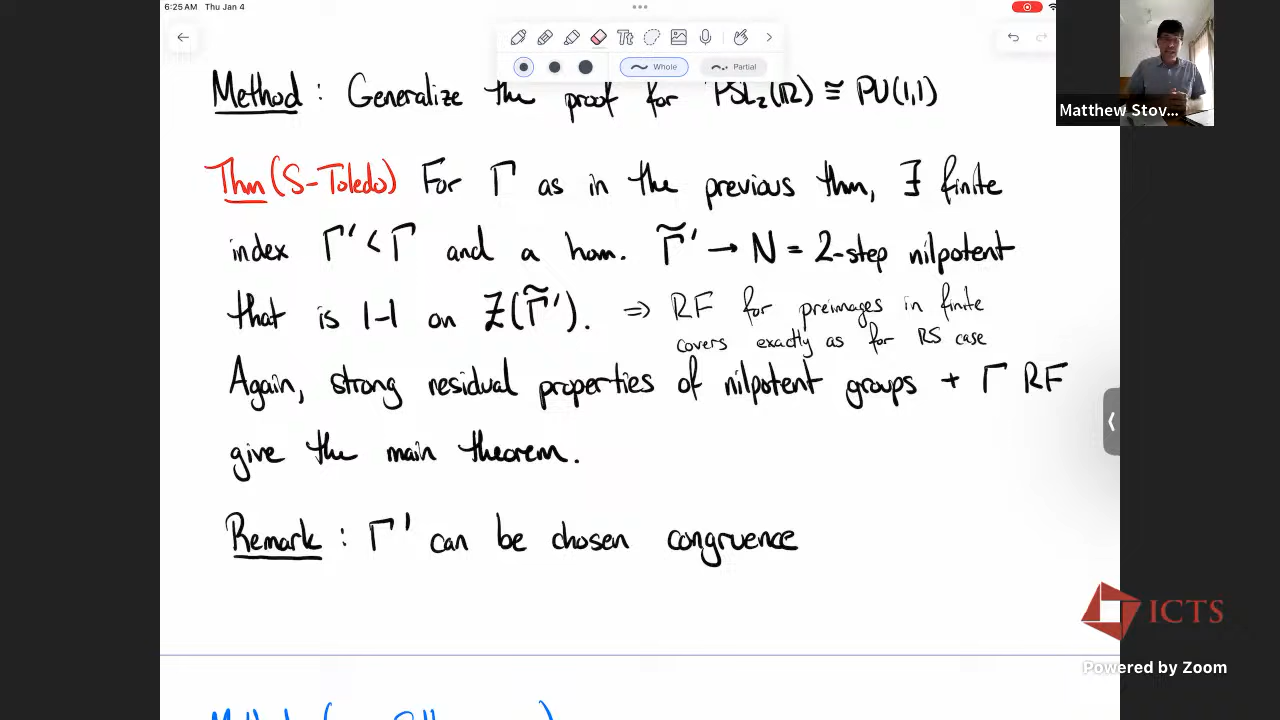 6:25 AM Thu Jan 4
Whole Partial
Method : Generalize the proof for PSL₂(ℝ) ≅ PU(1,1)
Matthew Stov...
Thm (S-Toledo) For Γ as in the previous thm, ∃ finite
index Γ' < Γ and a hom. Γ̃' → N = 2-step nilpotent
that is 1-1 on Z(Γ̃'). ⇒ RF for preimages in finite
covers exactly as for RS case
Again, strong residual properties of nilpotent groups + Γ RF
give the main theorem.
Remark : Γ' can be chosen congruence
ICTS
Powered by Zoom